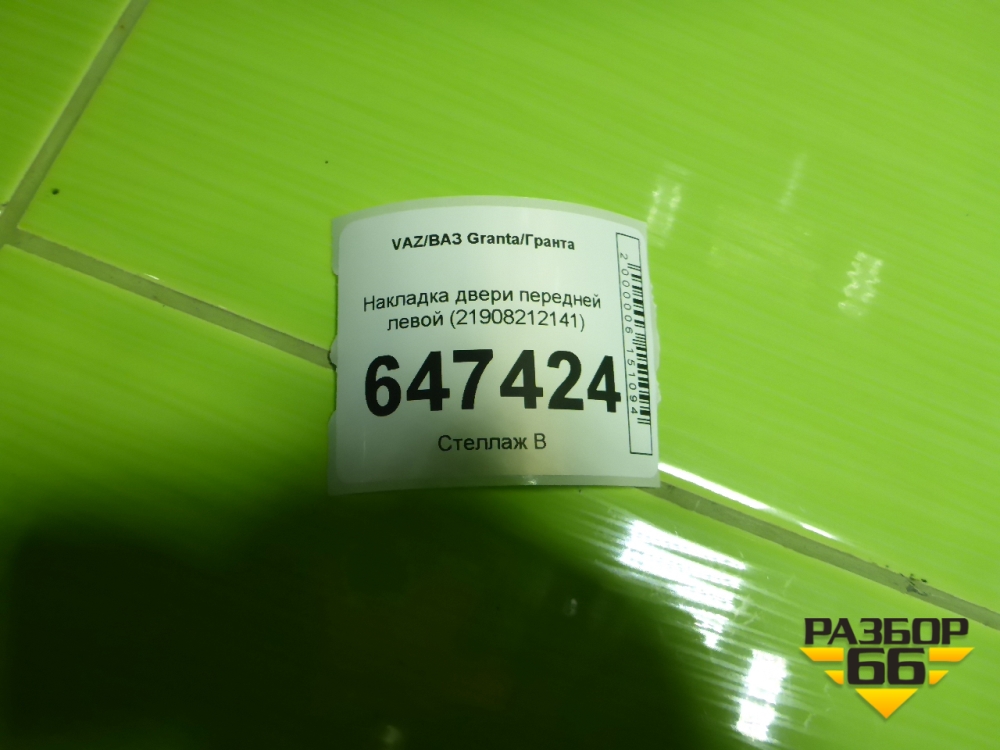 VAZ/ВАЗ Granta/Гранта
Накладка двери передней
левой (21908212141)
647424
Стеллаж В
2000006151094
РАЗБОР
66